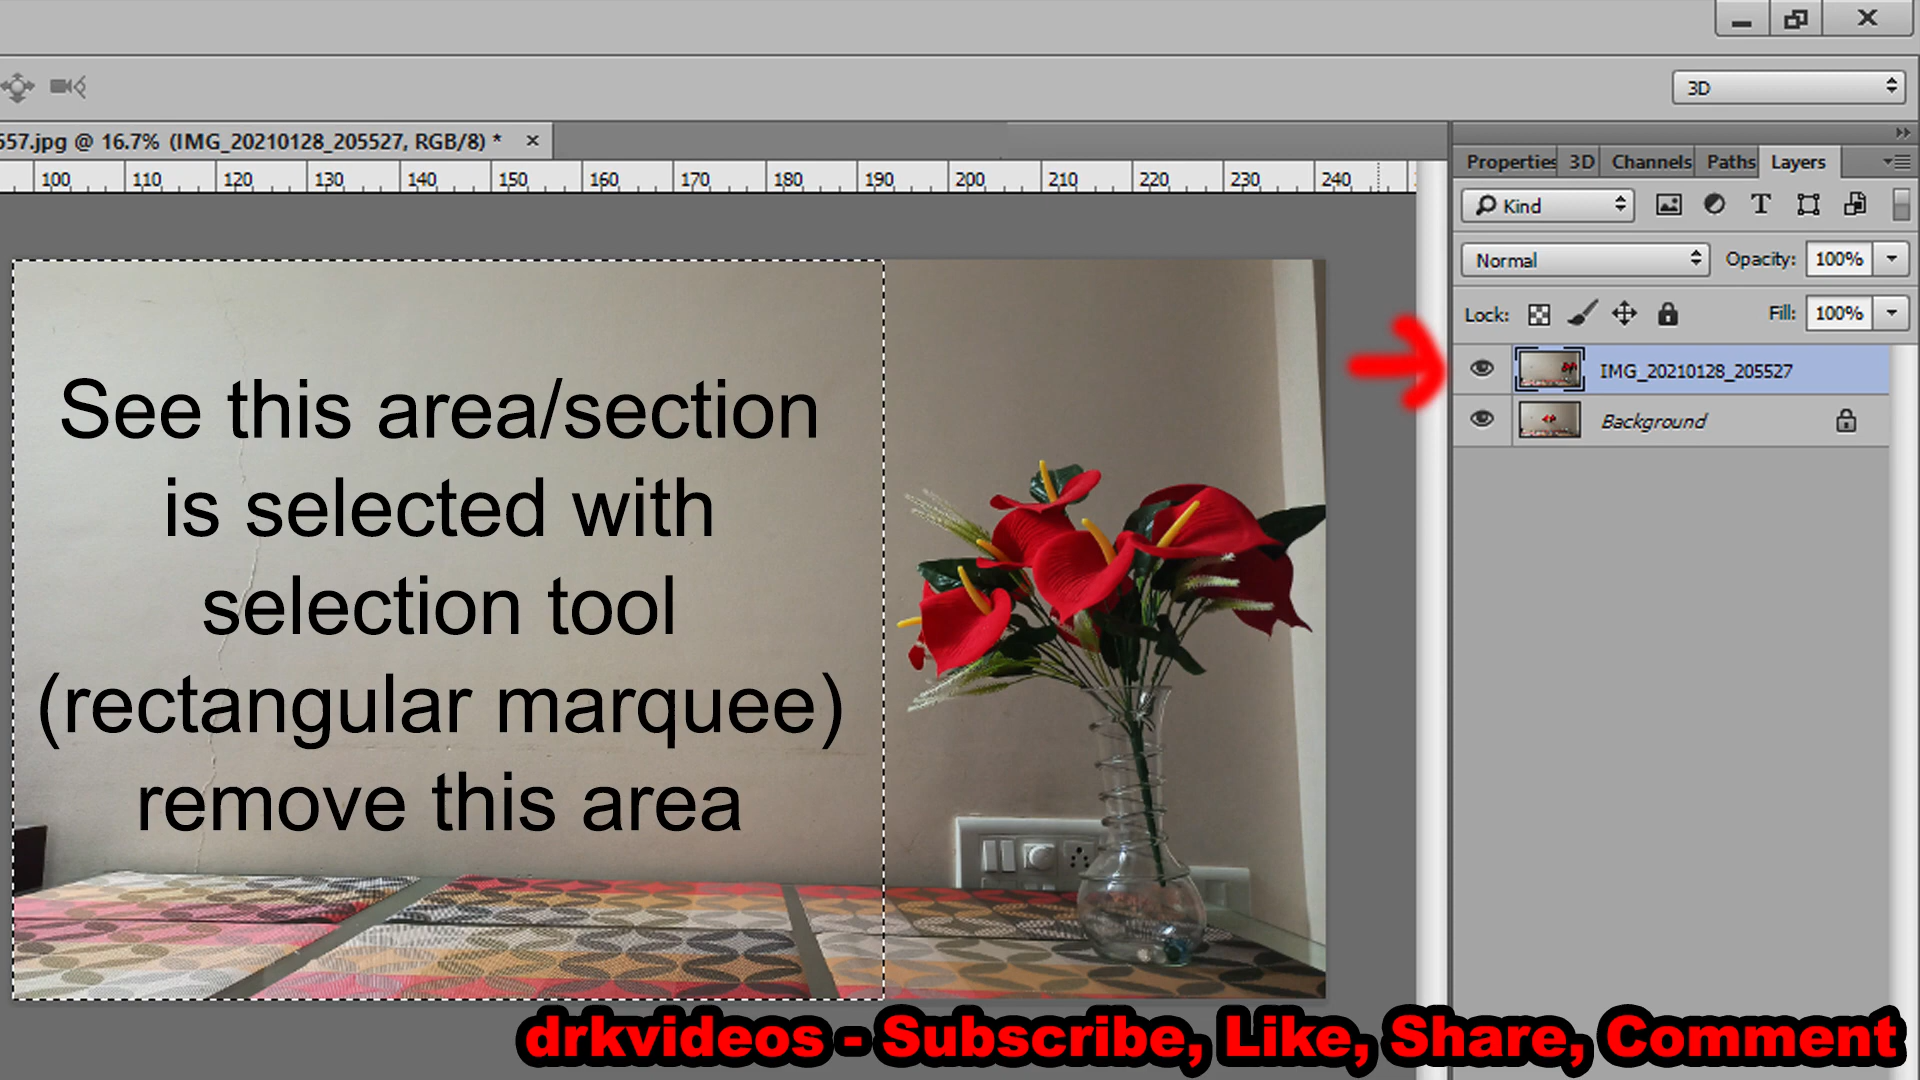 3D
557.jpg @ 16.7% (IMG_20210128_205527, RGB/8) *
Properties 3D Channels Paths Layers
100 110 120 130 140 150 160 170 180 190 200 210 220 230 240
Kind
Normal Opacity: 100%
Lock: Fill: 100%
IMG_20210128_205527
Background
See this area/section
is selected with
selection tool
(rectangular marquee)
remove this area
drkvideos - Subscribe, Like, Share, Comment